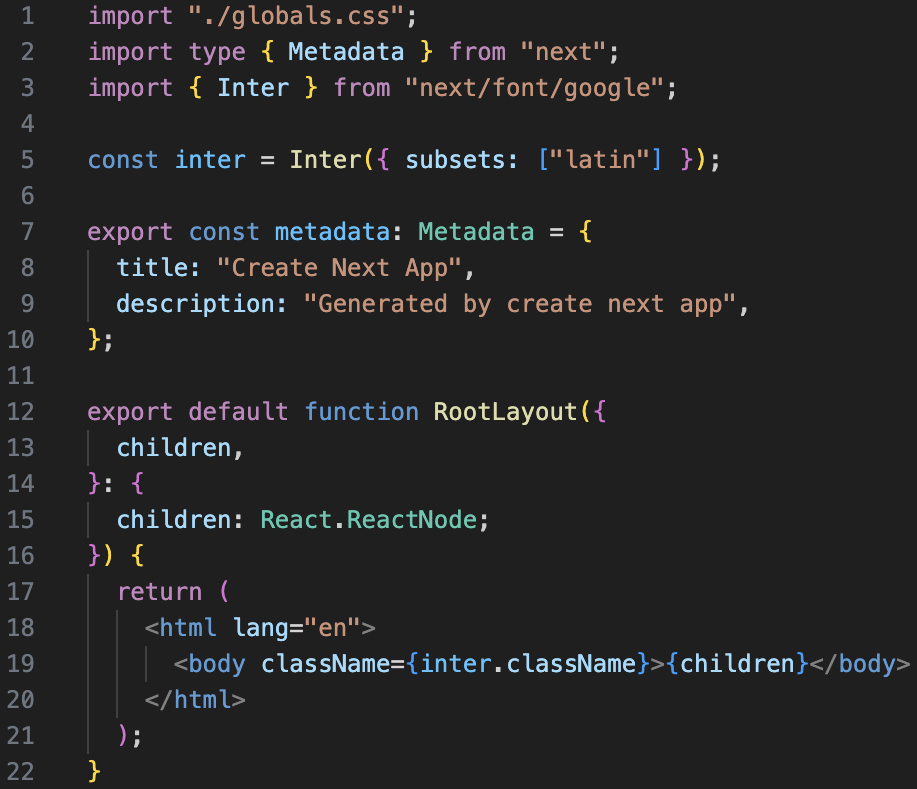 1 import "./globals.css";
2 import type { Metadata } from "next";
3 import { Inter } from "next/font/google";
4
5 const inter = Inter({ subsets: ["latin"] });
6
7 export const metadata: Metadata = {
8   title: "Create Next App",
9   description: "Generated by create next app",
10 };
11
12 export default function RootLayout({
13   children,
14 }: {
15   children: React.ReactNode;
16 }) {
17   return (
18     <html lang="en">
19       <body className={inter.className}>{children}</body>
20     </html>
21   );
22 }